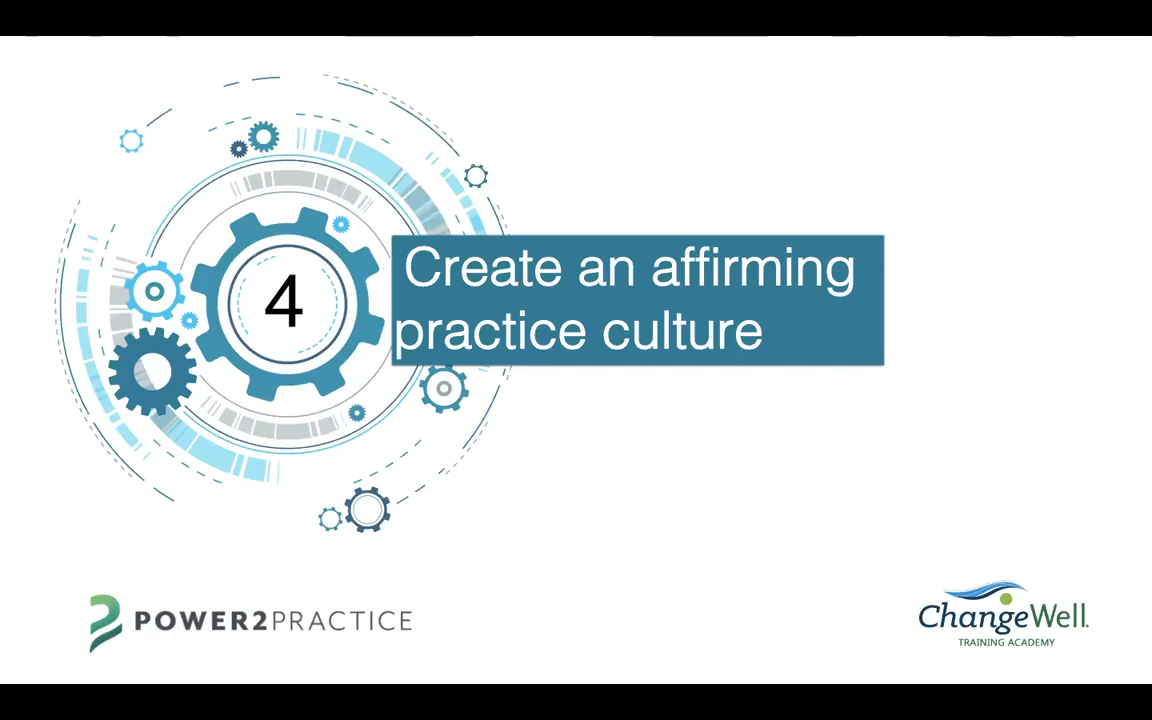 4
Create an affirming
practice culture
POWER2PRACTICE
ChangeWell.
TRAINING ACADEMY